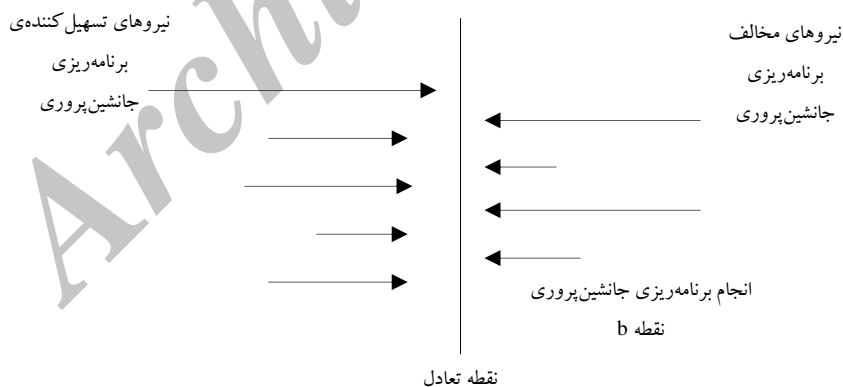 نیروهای مخالف
برنامه‌ریزی
جانشین‌پروری
نیروهای تسهیل‌کننده‌ی
برنامه‌ریزی
جانشین‌پروری
انجام برنامه‌ریزی جانشین‌پروری
نقطه b
نقطه تعادل